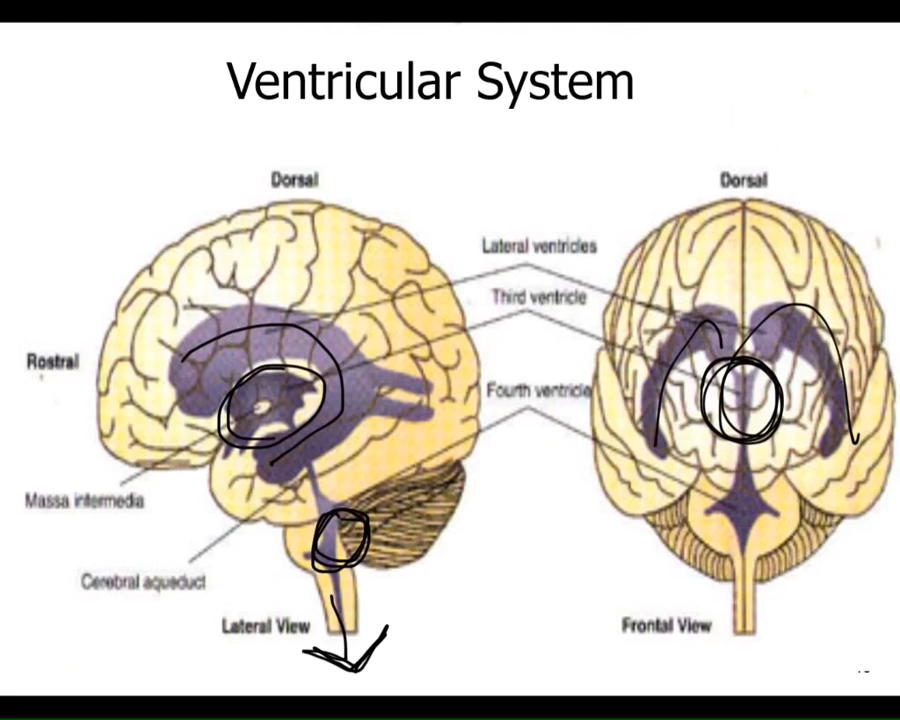 Ventricular System
Dorsal
Dorsal
Lateral ventricles
Third ventricle
Rostral
Fourth ventricle
Massa intermedia
Cerebral aqueduct
Lateral View
Frontal View